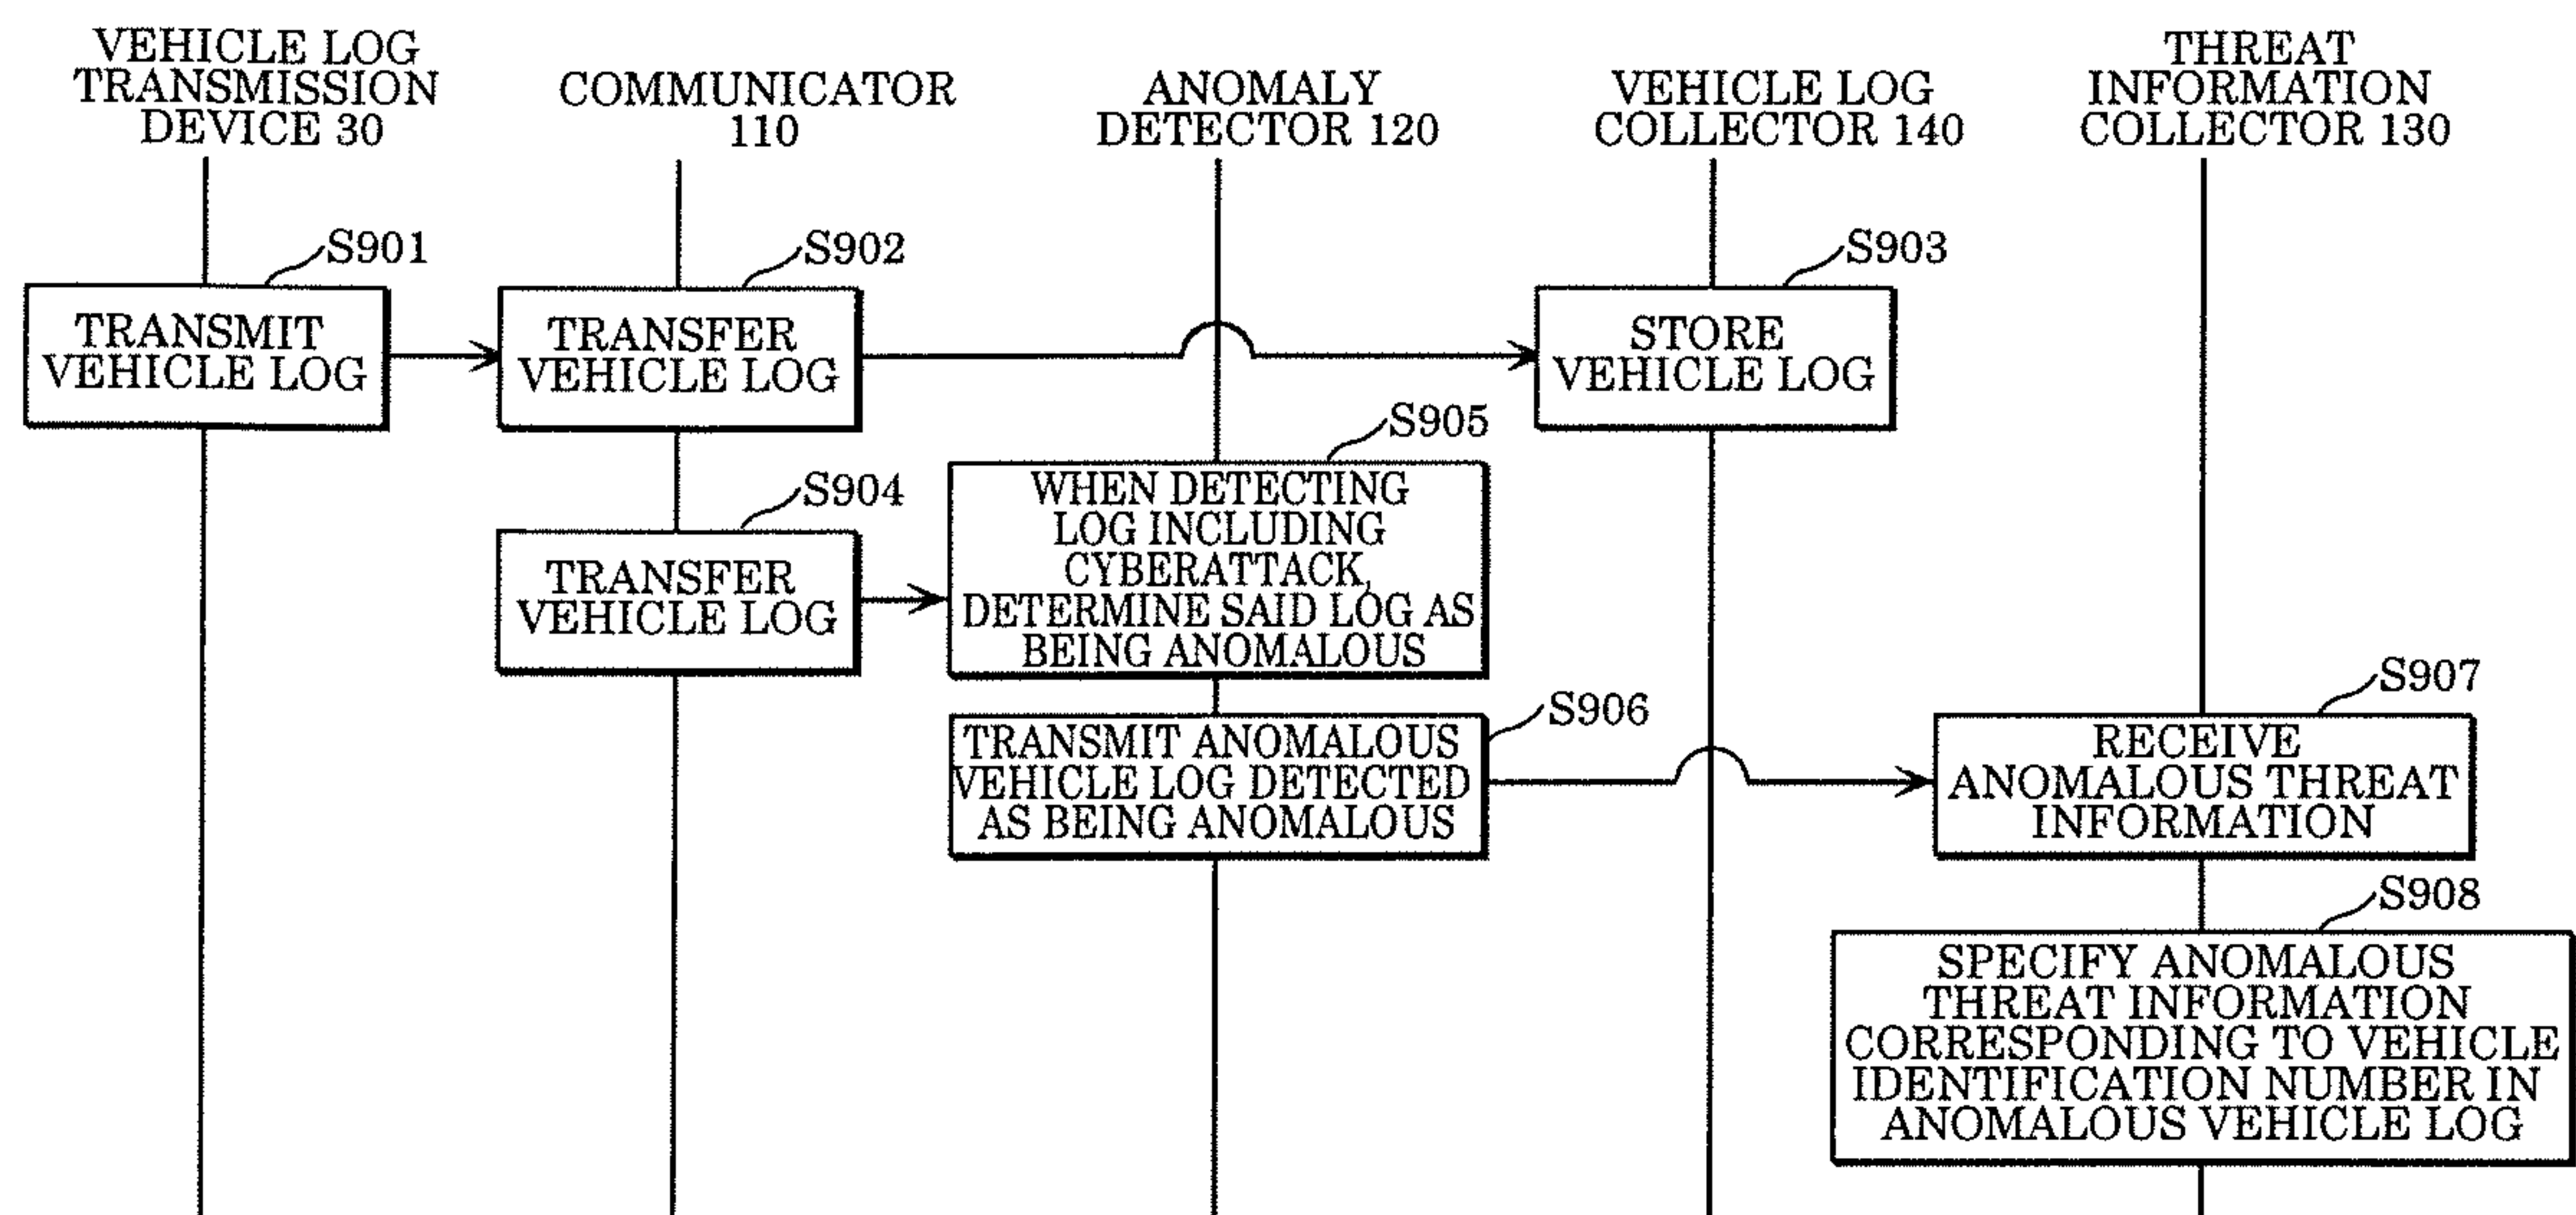 VEHICLE LOG
TRANSMISSION
DEVICE 30
COMMUNICATOR
110
ANOMALY
DETECTOR 120
VEHICLE LOG
COLLECTOR 140
THREAT
INFORMATION
COLLECTOR 130
S901
TRANSMIT
VEHICLE LOG
S902
TRANSFER
VEHICLE LOG
S903
STORE
VEHICLE LOG
S904
TRANSFER
VEHICLE LOG
S905
WHEN DETECTING
LOG INCLUDING
CYBERATTACK,
DETERMINE SAID LOG AS
BEING ANOMALOUS
S906
TRANSMIT ANOMALOUS
VEHICLE LOG DETECTED
AS BEING ANOMALOUS
S907
RECEIVE
ANOMALOUS THREAT
INFORMATION
S908
SPECIFY ANOMALOUS
THREAT INFORMATION
CORRESPONDING TO VEHICLE
IDENTIFICATION NUMBER IN
ANOMALOUS VEHICLE LOG